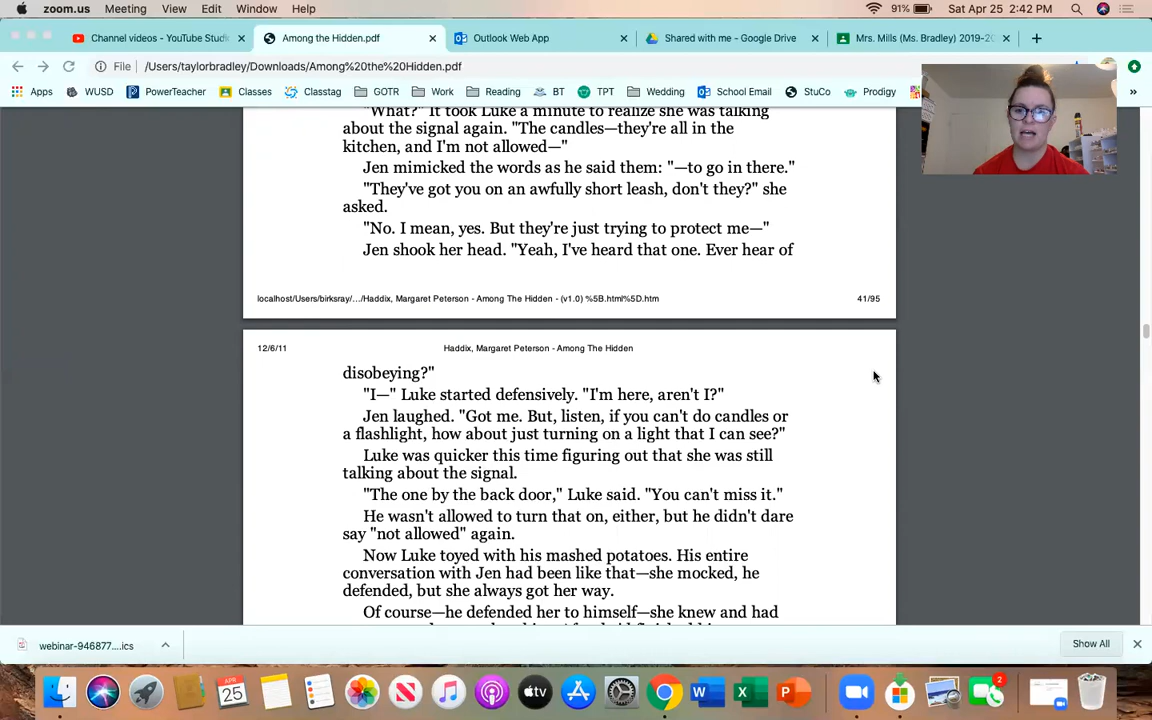 zoom.us Meeting View Edit Window Help 91% Sat Apr 25 2:42 PM
Channel videos - YouTube Stud × Among the Hidden.pdf × Outlook Web App × Shared with me - Google Drive × Mrs. Mills (Ms. Bradley) 2019-20 × +
File /Users/taylorbradley/Downloads/Among%20the%20Hidden.pdf
Apps WUSD PowerTeacher Classes Classtag GOTR Work Reading BT TPT Wedding School Email StuCo Prodigy »
"What?" It took Luke a minute to realize she was talking
about the signal again. "The candles—they're all in the
kitchen, and I'm not allowed—"
Jen mimicked the words as he said them: "—to go in there."
"They've got you on an awfully short leash, don't they?" she
asked.
"No. I mean, yes. But they're just trying to protect me—"
Jen shook her head. "Yeah, I've heard that one. Ever hear of
localhost/Users/birksray/…/Haddix, Margaret Peterson - Among The Hidden - (v1.0) %5B.html%5D.htm 41/95
12/6/11 Haddix, Margaret Peterson - Among The Hidden
disobeying?"
"I—" Luke started defensively. "I'm here, aren't I?"
Jen laughed. "Got me. But, listen, if you can't do candles or
a flashlight, how about just turning on a light that I can see?"
Luke was quicker this time figuring out that she was still
talking about the signal.
"The one by the back door," Luke said. "You can't miss it."
He wasn't allowed to turn that on, either, but he didn't dare
say "not allowed" again.
Now Luke toyed with his mashed potatoes. His entire
conversation with Jen had been like that—she mocked, he
defended, but she always got her way.
Of course—he defended her to himself—she knew and had
webinar-946877....ics Show All
APR 25 tv W X P 2